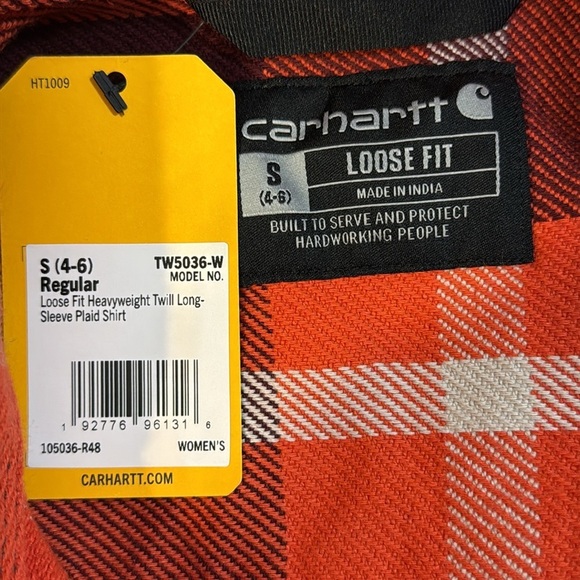 HT1009
S (4-6)
TW5036-W
Regular
MODEL NO.
Loose Fit Heavyweight Twill Long-
Sleeve Plaid Shirt
1 92776 96131 6
105036-R48
WOMEN'S
CARHARTT.COM
carhartt
S
(4-6)
LOOSE FIT
MADE IN INDIA
BUILT TO SERVE AND PROTECT
HARDWORKING PEOPLE